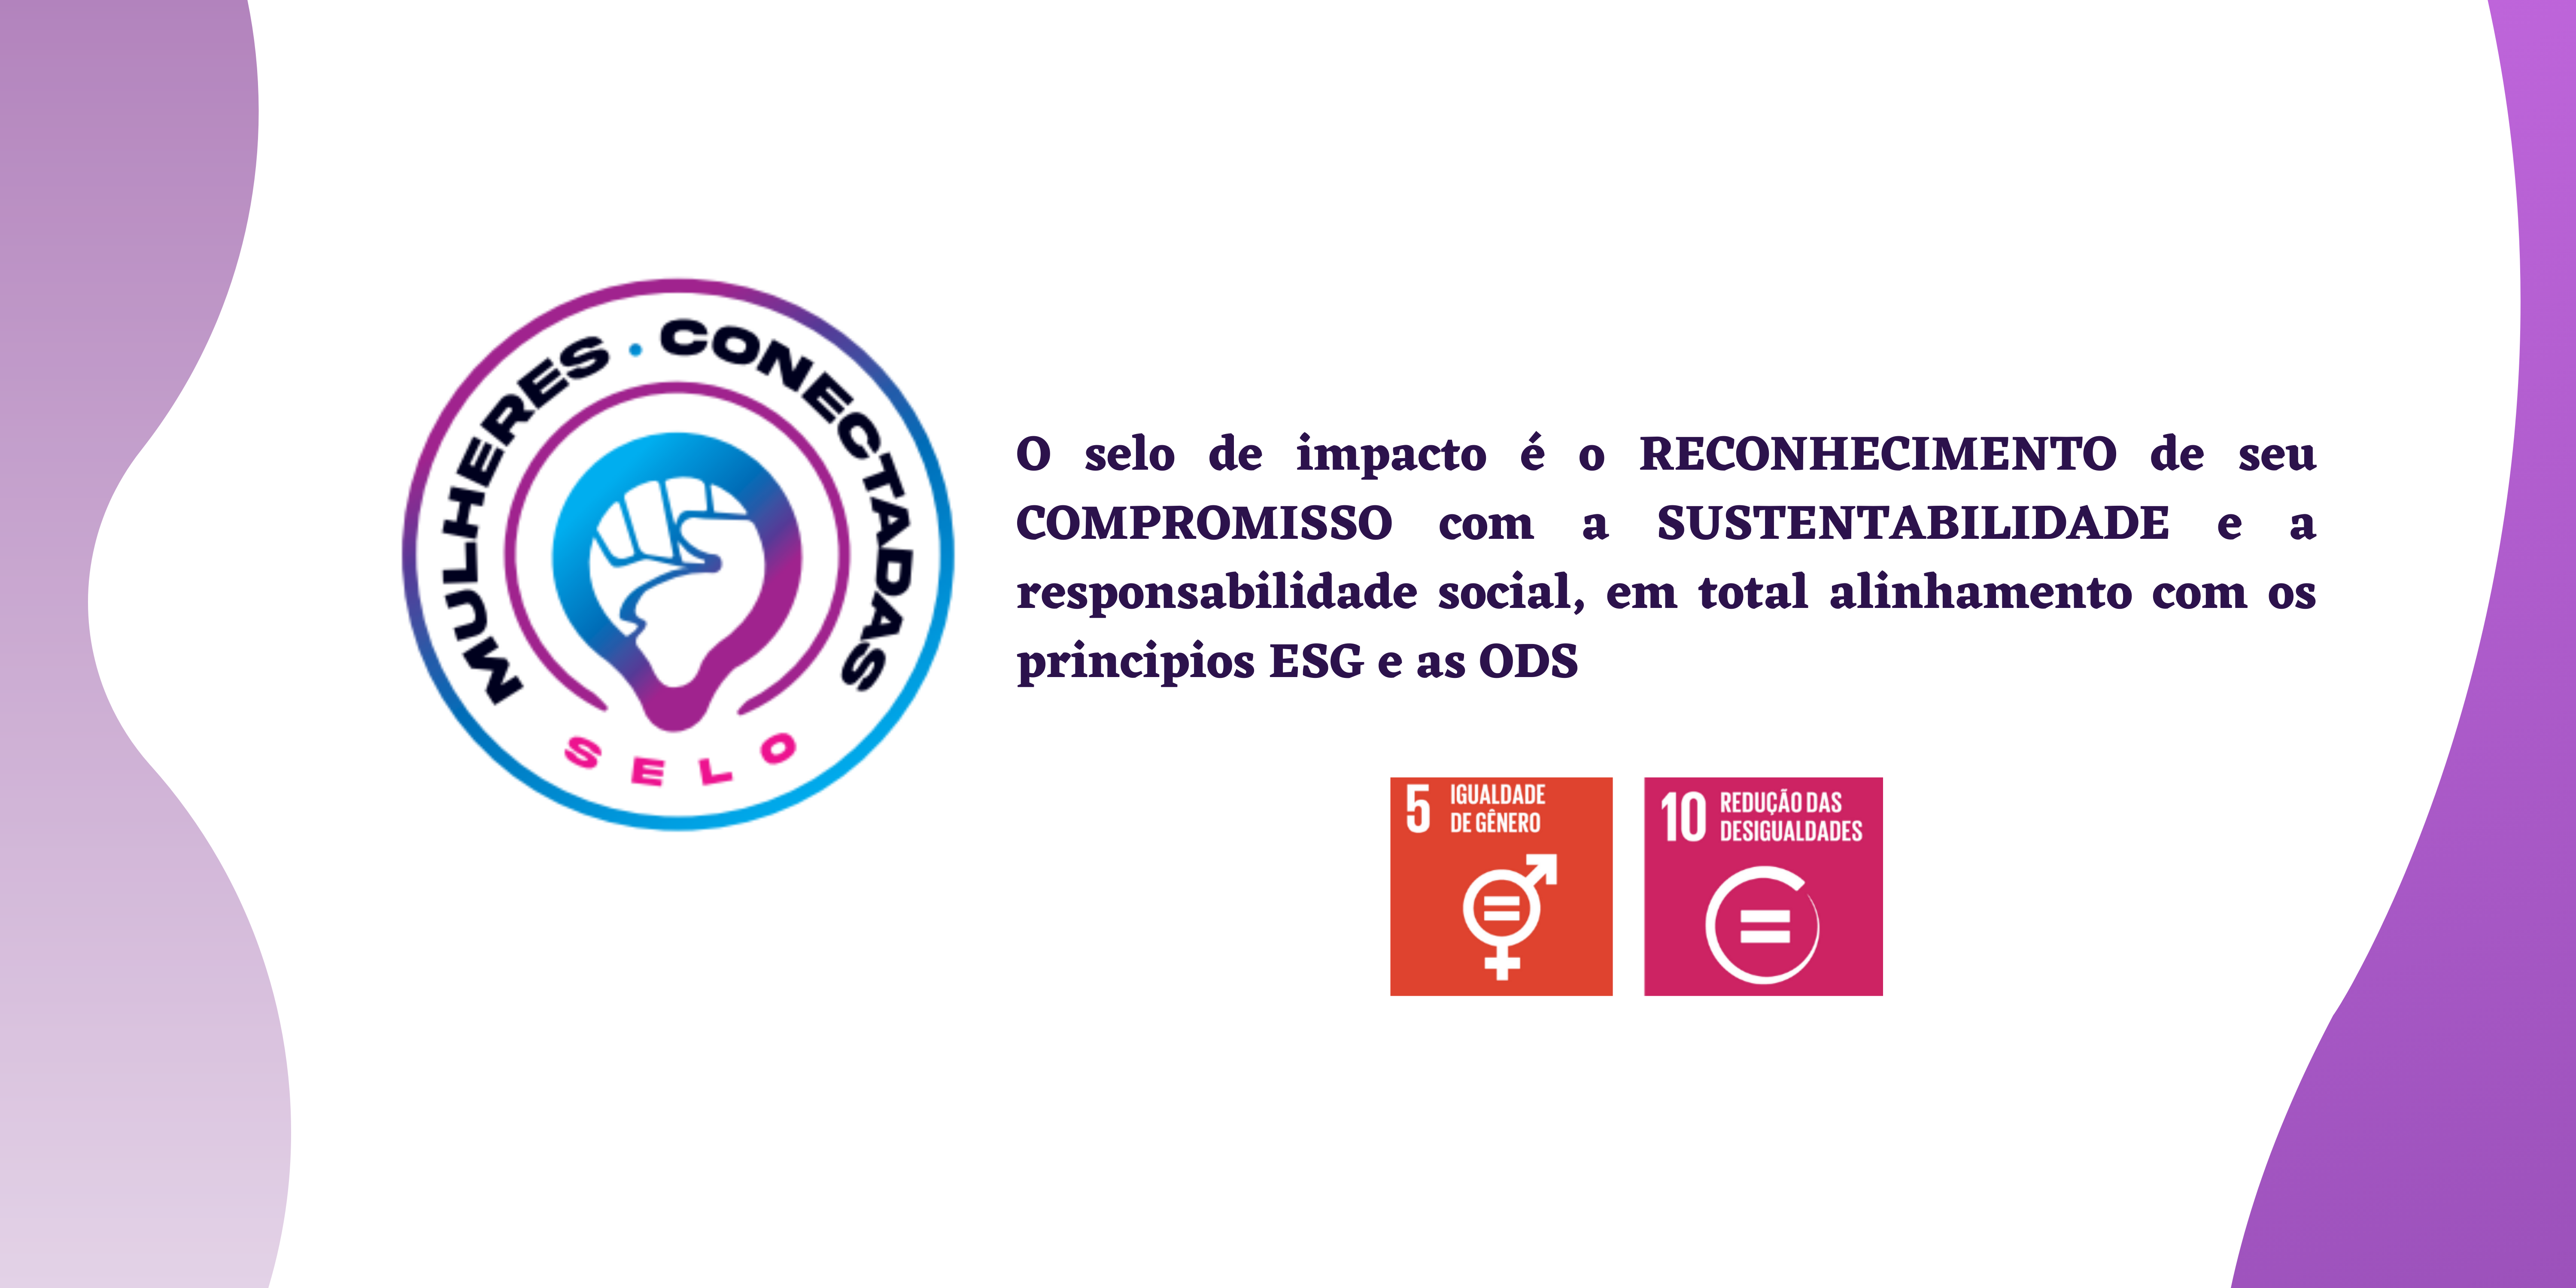 MULHERES · CONECTADAS
SELO
O selo de impacto é o RECONHECIMENTO de seu
COMPROMISSO com a SUSTENTABILIDADE e a
responsabilidade social, em total alinhamento com os
principios ESG e as ODS
5 IGUALDADE
DE GÊNERO
10 REDUÇÃO DAS
DESIGUALDADES